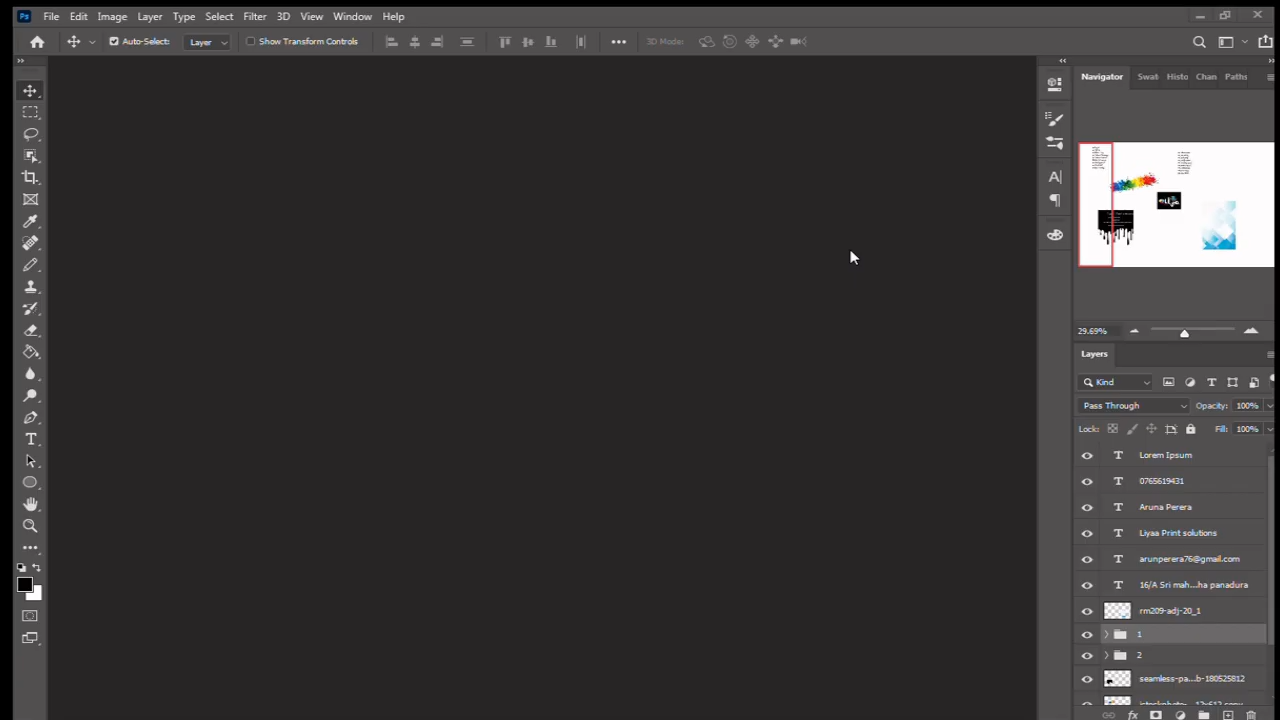 Ps File Edit Image Layer Type Select Filter 3D View Window Help
Auto-Select: Layer Show Transform Controls 3D Mode:
Navigator Swat Histo Chan Paths
29.69%
Layers
Kind
Pass Through Opacity: 100%
Lock: Fill: 100%
Lorem Ipsum
0765619431
Aruna Perera
Liyaa Print solutions
arunperera76@gmail.com
16/A Sri mah...ha panadura
rm209-adj-20_1
1
2
seamless-pa...b-180525812